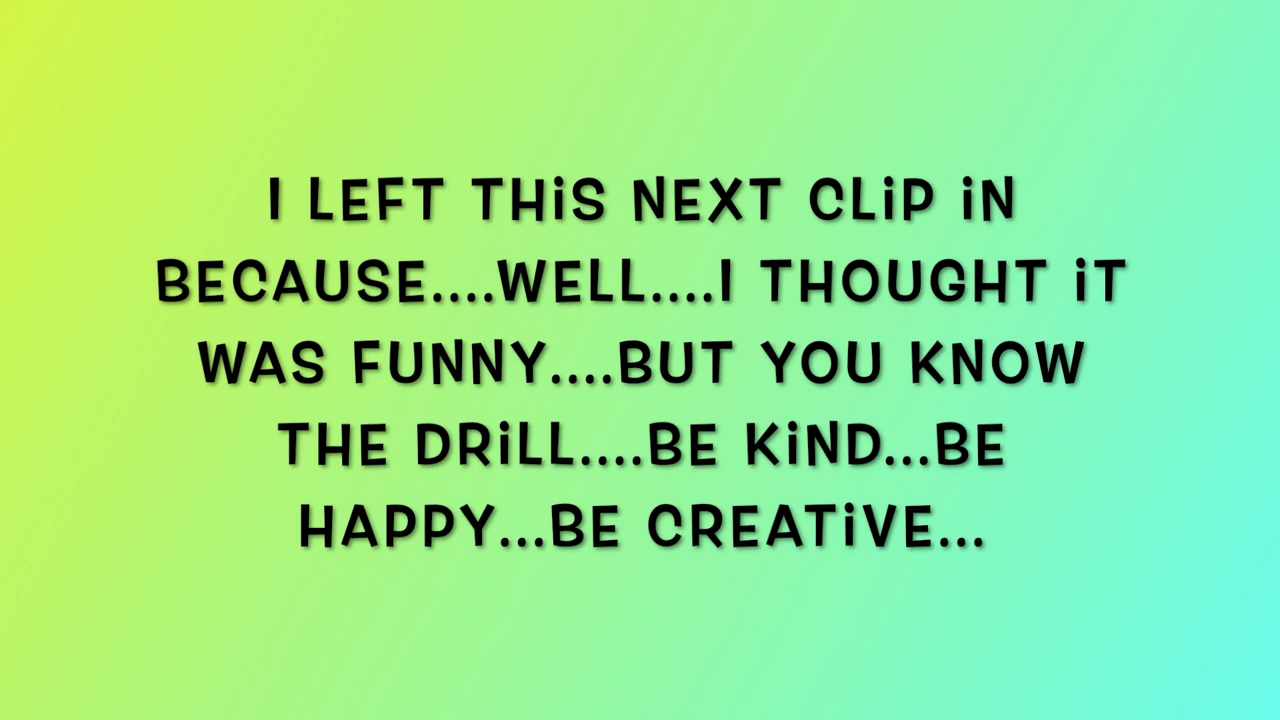 I LEFT THiS NEXT CLiP iN
BECAUSE....WELL....I THOUGHT iT
WAS FUNNY....BUT YOU KNOW
THE DRiLL....BE KiND...BE
HAPPY...BE CREATiVE...